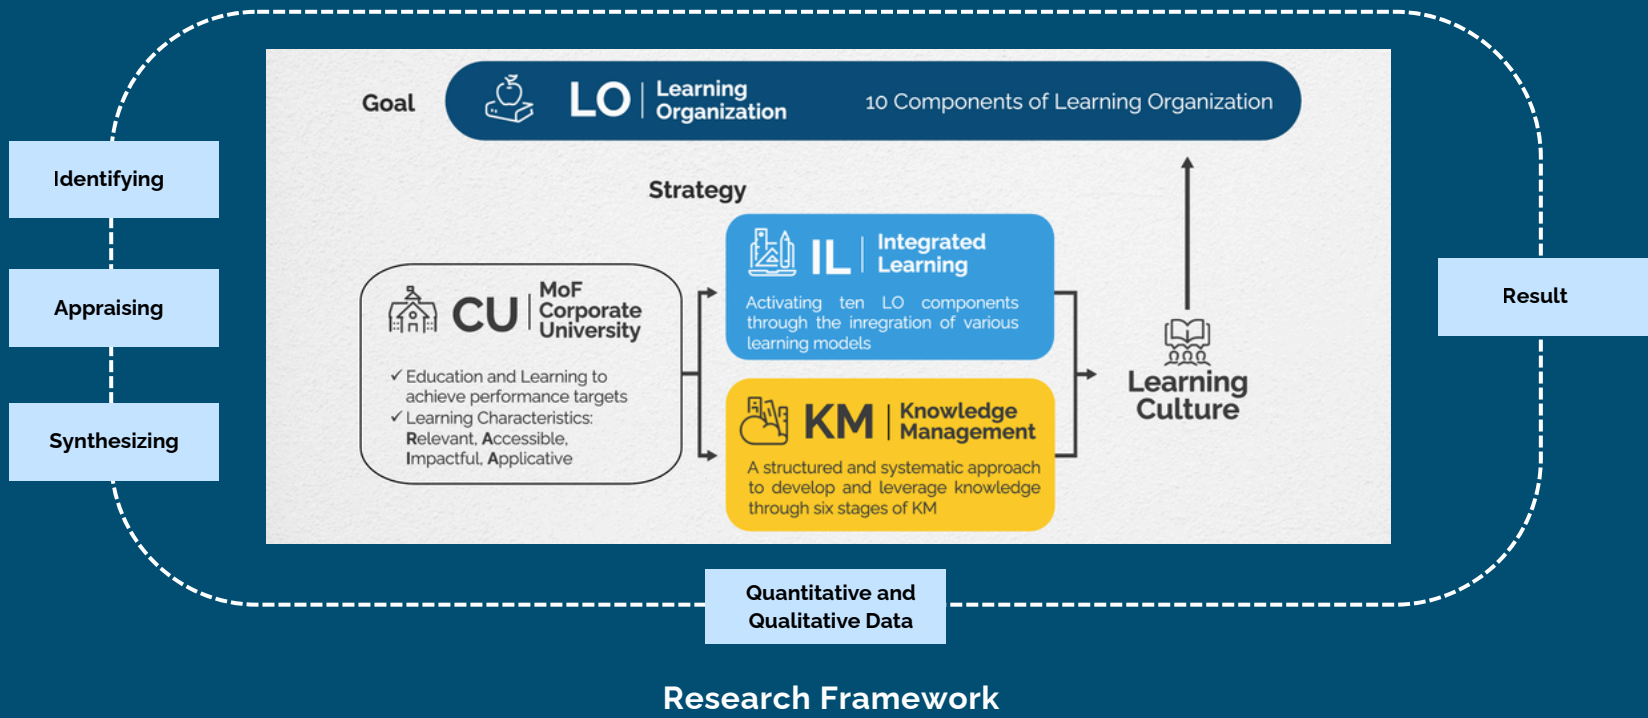 Goal
LO
Learning
Organization
10 Components of Learning Organization
Identifying
Strategy
IL
Integrated
Learning
Activating ten LO components
through the inregration of various
learning models
CU
MoF
Corporate
University
✓ Education and Learning to
achieve performance targets
✓ Learning Characteristics:
Relevant, Accessible,
Impactful, Applicative
Appraising
Result
KM
Knowledge
Management
A structured and systematic approach
to develop and leverage knowledge
through six stages of KM
Learning
Culture
Synthesizing
Quantitative and
Qualitative Data
Research Framework